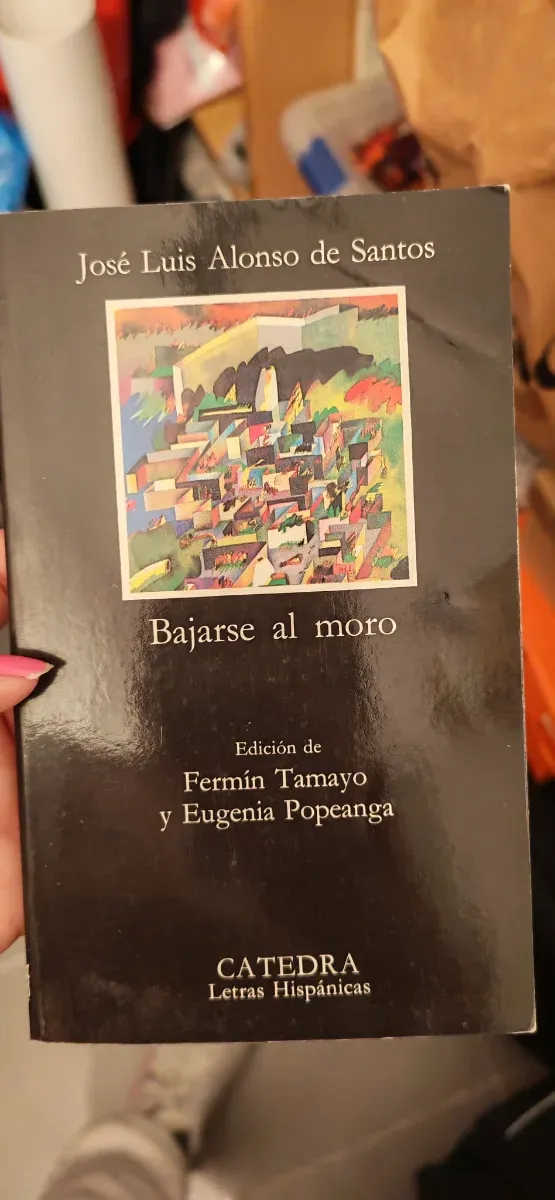 José Luis Alonso de Santos
Bajarse al moro
Edición de
Fermín Tamayo
y Eugenia Popeanga
CATEDRA
Letras Hispánicas